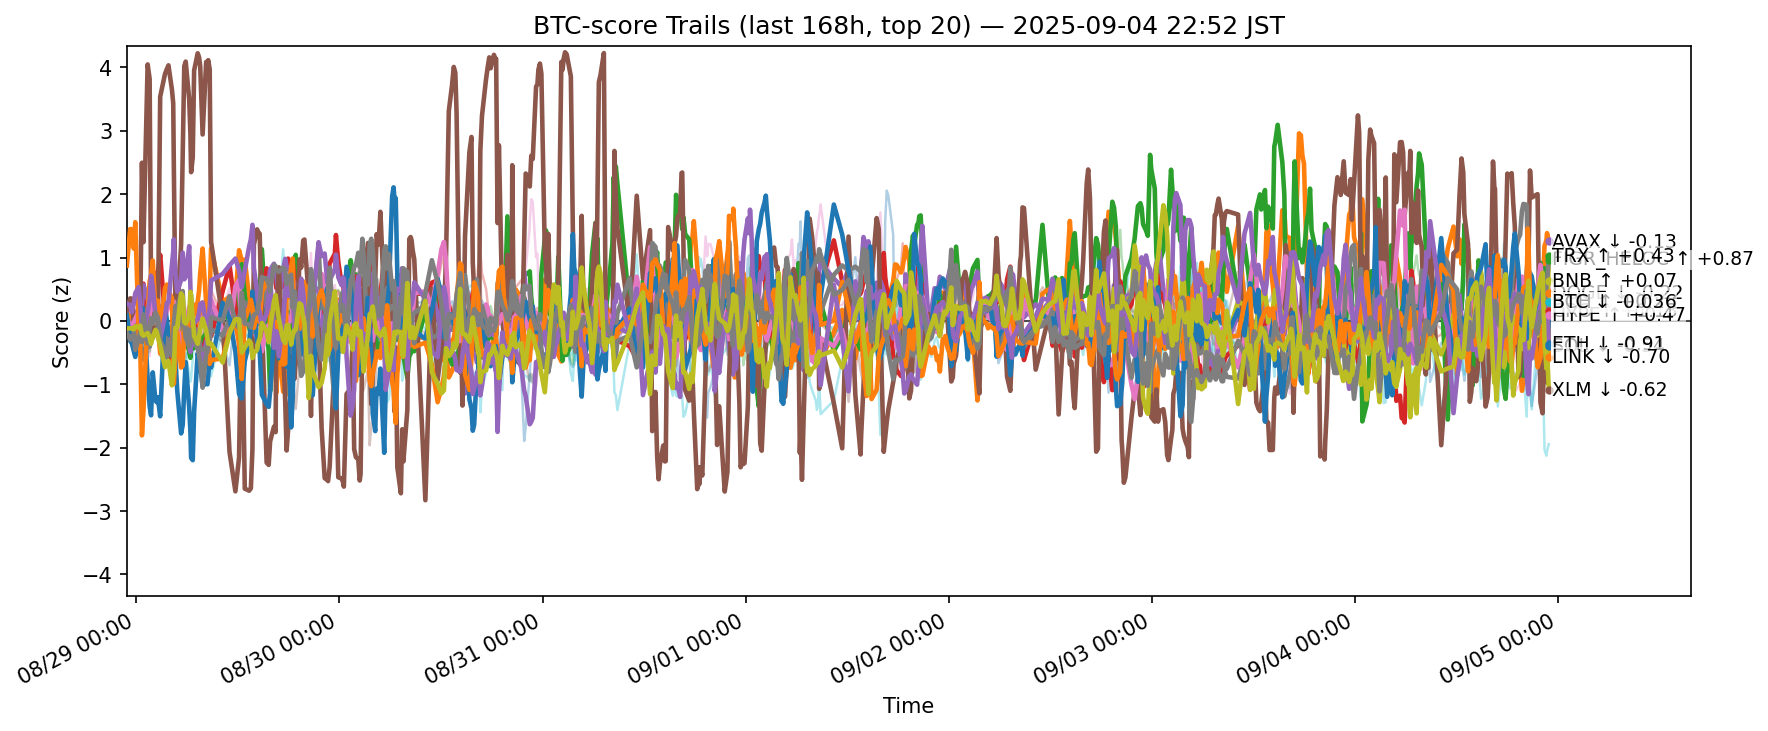 BTC-score Trails (last 168h, top 20) — 2025-09-04 22:52 JST
Score (z)
4
3
2
1
0
−1
−2
−3
−4
AVAX ↓ -0.13
TRX ↑ +0.43
↑ +0.87
BNB ↑ +0.07
BTC ↓ -0.036
HYPE ↑ +0.47
ETH ↓ -0.91
LINK ↓ -0.70
XLM ↓ -0.62
08/29 00:00
08/30 00:00
08/31 00:00
09/01 00:00
09/02 00:00
09/03 00:00
09/04 00:00
09/05 00:00
Time